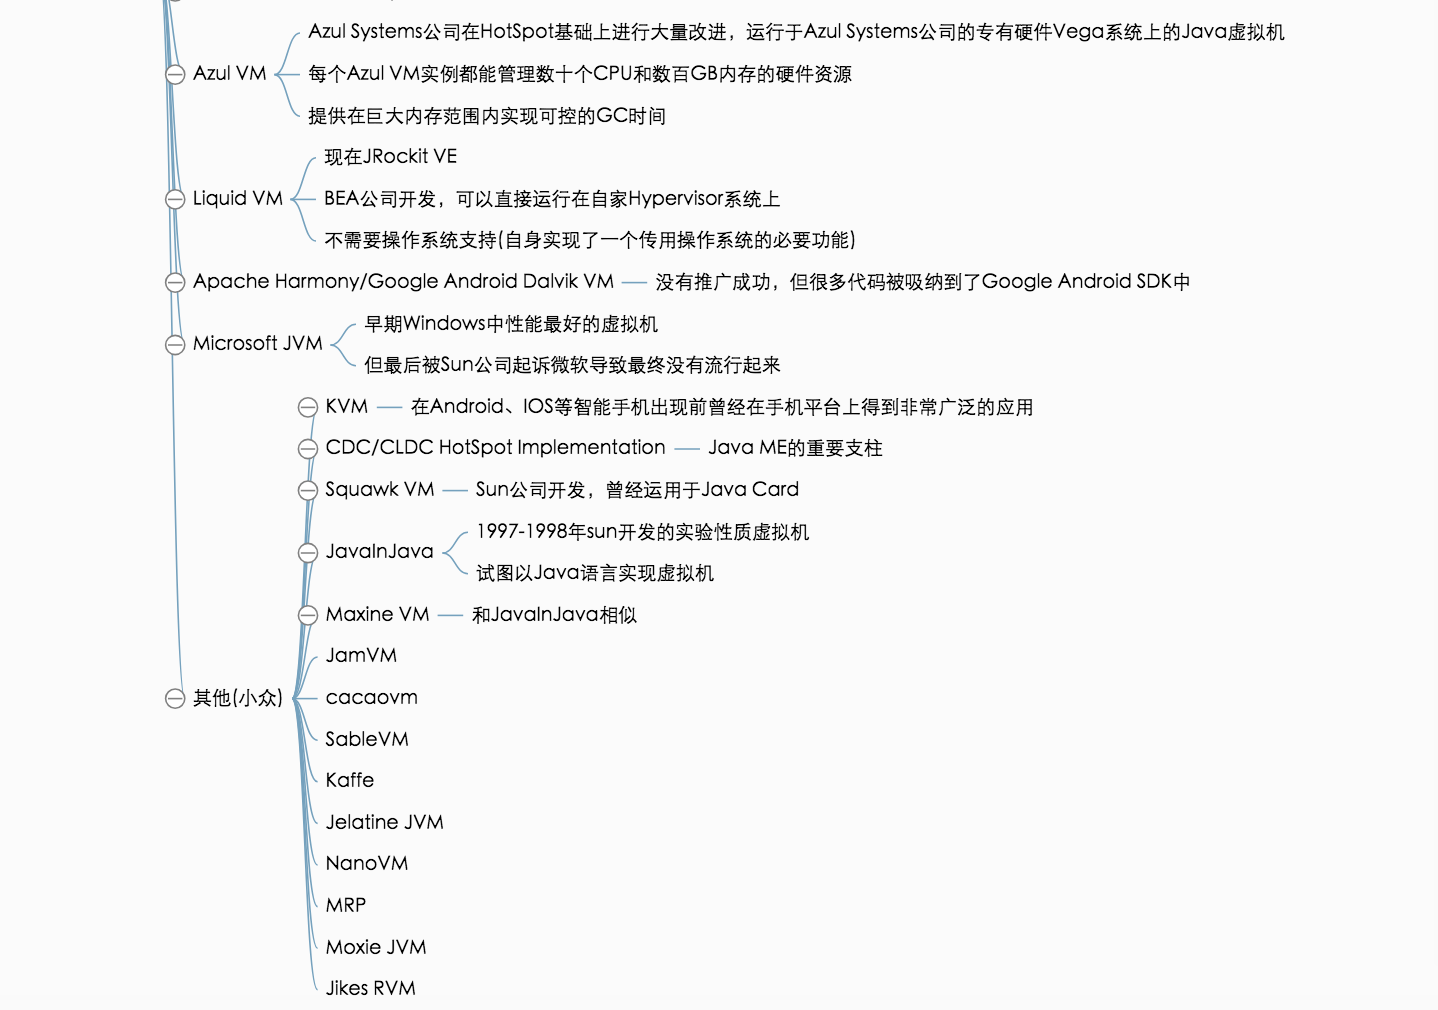 Azul VM
Azul Systems公司在HotSpot基础上进行大量改进，运行于Azul Systems公司的专有硬件Vega系统上的Java虚拟机
每个Azul VM实例都能管理数十个CPU和数百GB内存的硬件资源
提供在巨大内存范围内实现可控的GC时间
Liquid VM
现在JRockit VE
BEA公司开发，可以直接运行在自家Hypervisor系统上
不需要操作系统支持(自身实现了一个传用操作系统的必要功能)
Apache Harmony/Google Android Dalvik VM
没有推广成功，但很多代码被吸纳到了Google Android SDK中
Microsoft JVM
早期Windows中性能最好的虚拟机
但最后被Sun公司起诉微软导致最终没有流行起来
其他(小众)
KVM
在Android、IOS等智能手机出现前曾经在手机平台上得到非常广泛的应用
CDC/CLDC HotSpot Implementation
Java ME的重要支柱
Squawk VM
Sun公司开发，曾经运用于Java Card
JavaInJava
1997-1998年sun开发的实验性质虚拟机
试图以Java语言实现虚拟机
Maxine VM
和JavaInJava相似
JamVM
cacaovm
SableVM
Kaffe
Jelatine JVM
NanoVM
MRP
Moxie JVM
Jikes RVM